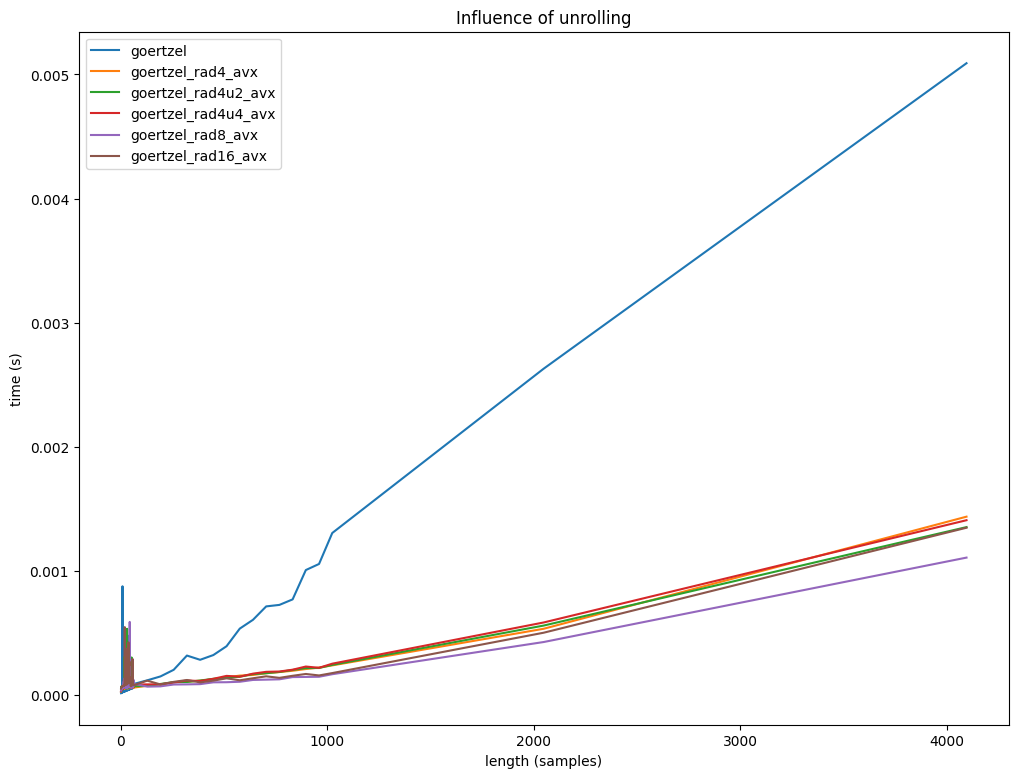 Influence of unrolling
goertzel
goertzel_rad4_avx
goertzel_rad4u2_avx
goertzel_rad4u4_avx
goertzel_rad8_avx
goertzel_rad16_avx
0.005
0.004
0.003
0.002
0.001
0.000
time (s)
0 1000 2000 3000 4000
length (samples)